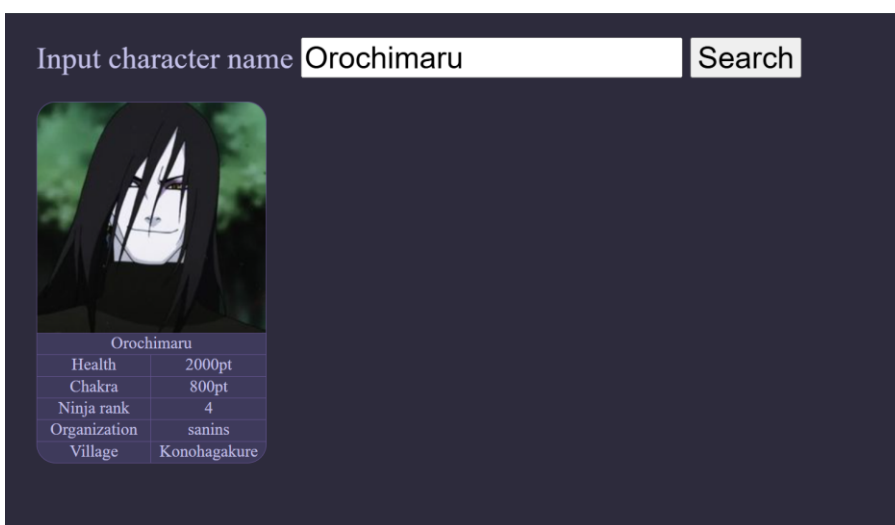 Input character name Orochimaru Search
Orochimaru
Health 2000pt
Chakra 800pt
Ninja rank 4
Organization sanins
Village Konohagakure